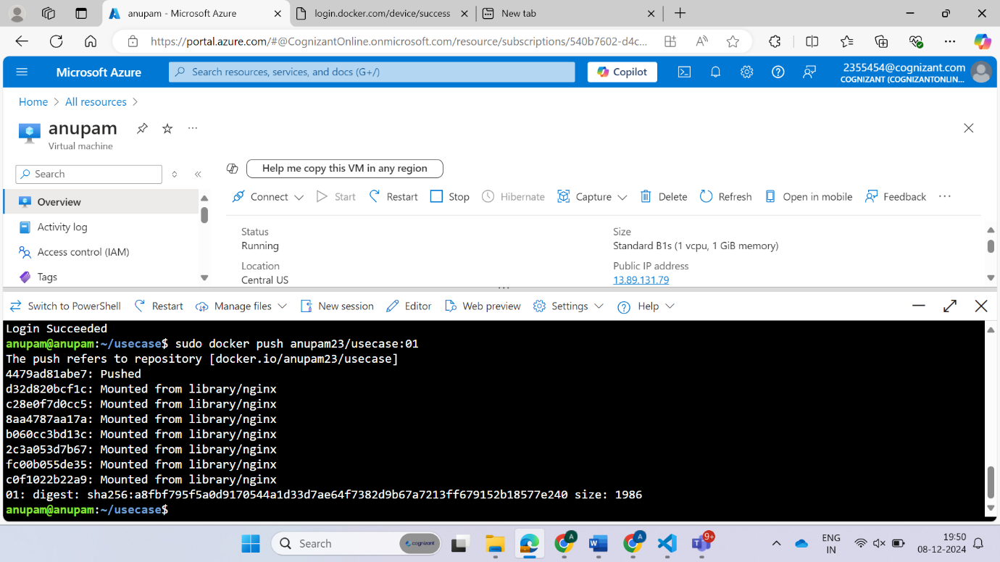 anupam - Microsoft Azure
login.docker.com/device/success
New tab
https://portal.azure.com/#@CognizantOnline.onmicrosoft.com/resource/subscriptions/540b7602-d4c...
Microsoft Azure
Search resources, services, and docs (G+/)
Copilot
2355454@cognizant.com
COGNIZANT (COGNIZANTONLIN...
Home > All resources >
anupam
Virtual machine
Search
Help me copy this VM in any region
Connect Start Restart Stop Hibernate Capture Delete Refresh Open in mobile Feedback
Overview
Activity log
Access control (IAM)
Tags
Status
Running
Location
Central US
Size
Standard B1s (1 vcpu, 1 GiB memory)
Public IP address
13.89.131.79
Switch to PowerShell Restart Manage files New session Editor Web preview Settings Help
Login Succeeded
anupam@anupam:~/usecase$ sudo docker push anupam23/usecase:01
The push refers to repository [docker.io/anupam23/usecase]
4479ad81abe7: Pushed
d32d820bcf1c: Mounted from library/nginx
c28e0f7d0cc5: Mounted from library/nginx
8aa4787aa17a: Mounted from library/nginx
b060cc3bd13c: Mounted from library/nginx
2c3a053d7b67: Mounted from library/nginx
fc00b055de35: Mounted from library/nginx
c0f1022b22a9: Mounted from library/nginx
01: digest: sha256:a8fbf795f5a0d9170544a1d33d7ae64f7382d9b67a7213ff679152b18577e240 size: 1986
anupam@anupam:~/usecase$
Search
cognizant
A
A
9+
ENG
IN
19:50
08-12-2024